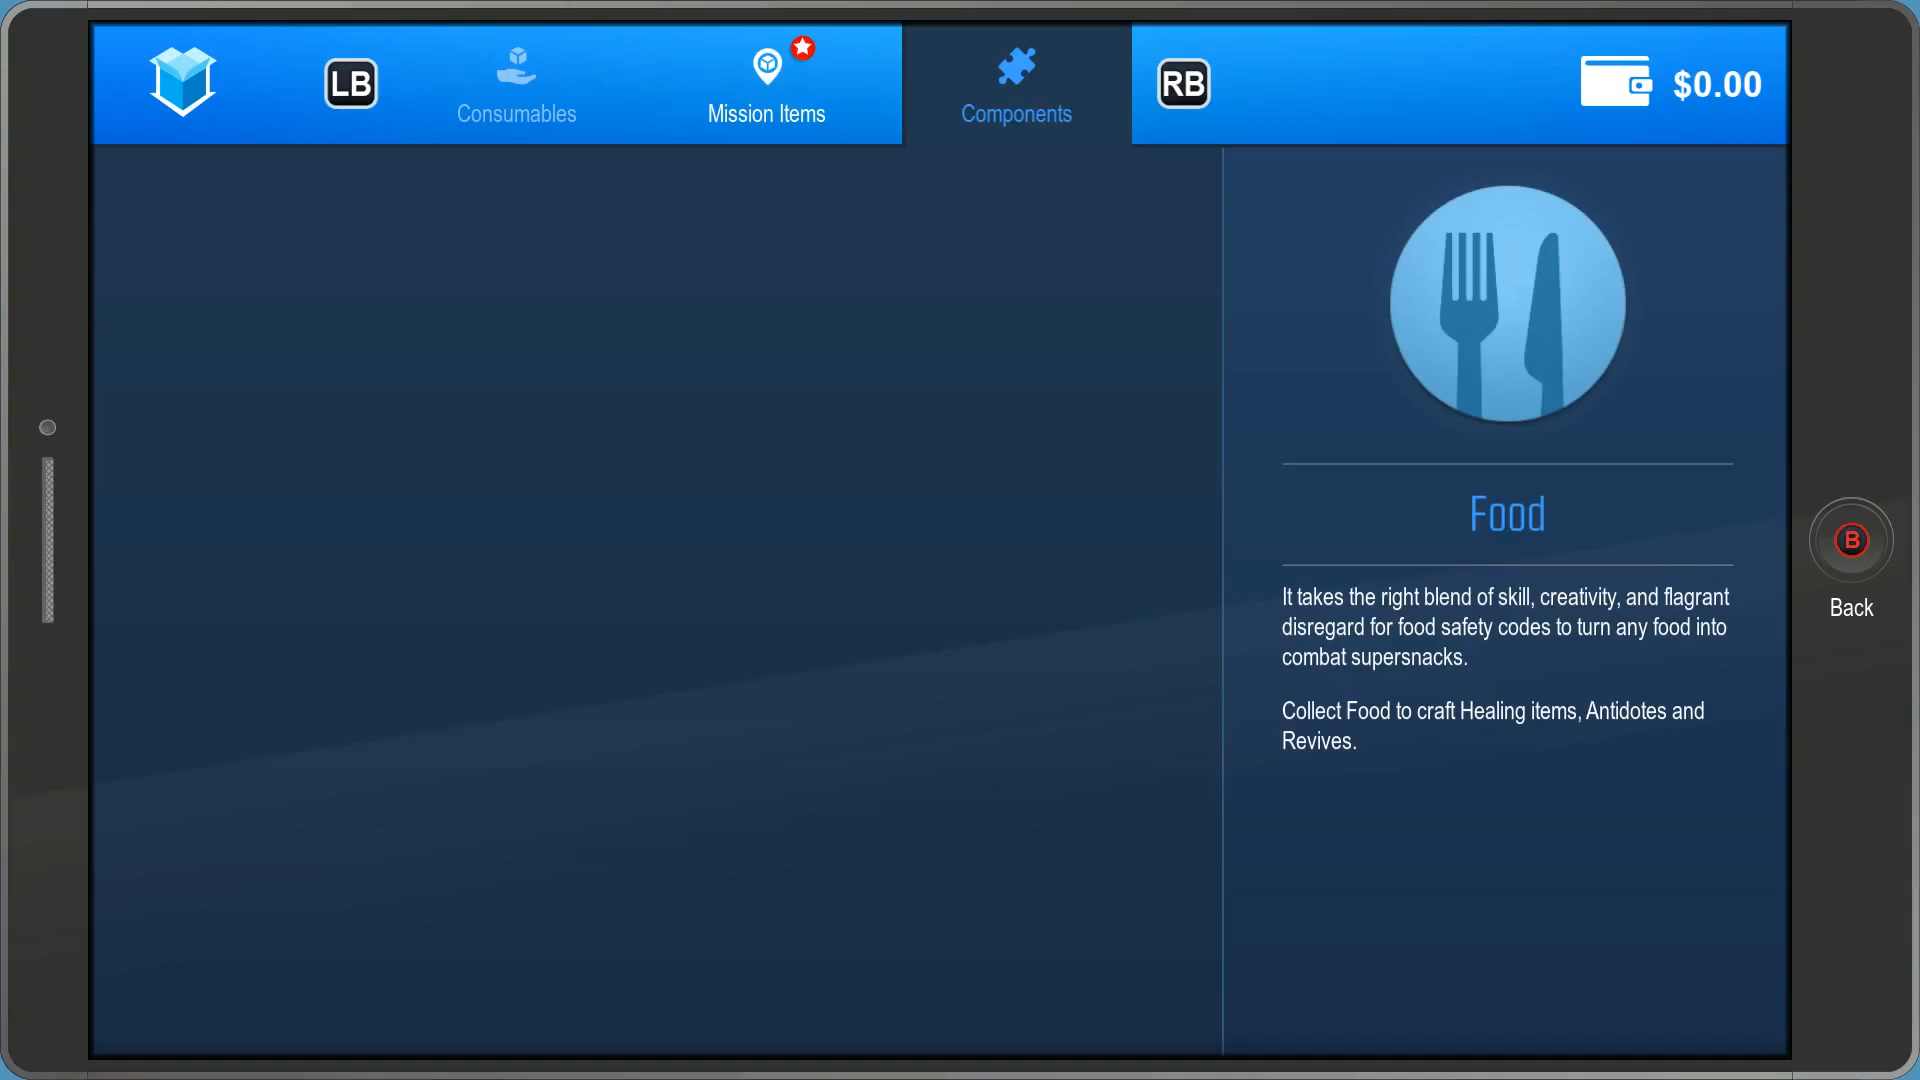 LB
Consumables
Mission Items
Components
RB
$0.00
Food
It takes the right blend of skill, creativity, and flagrant
disregard for food safety codes to turn any food into
combat supersnacks.
Collect Food to craft Healing items, Antidotes and
Revives.
B
Back